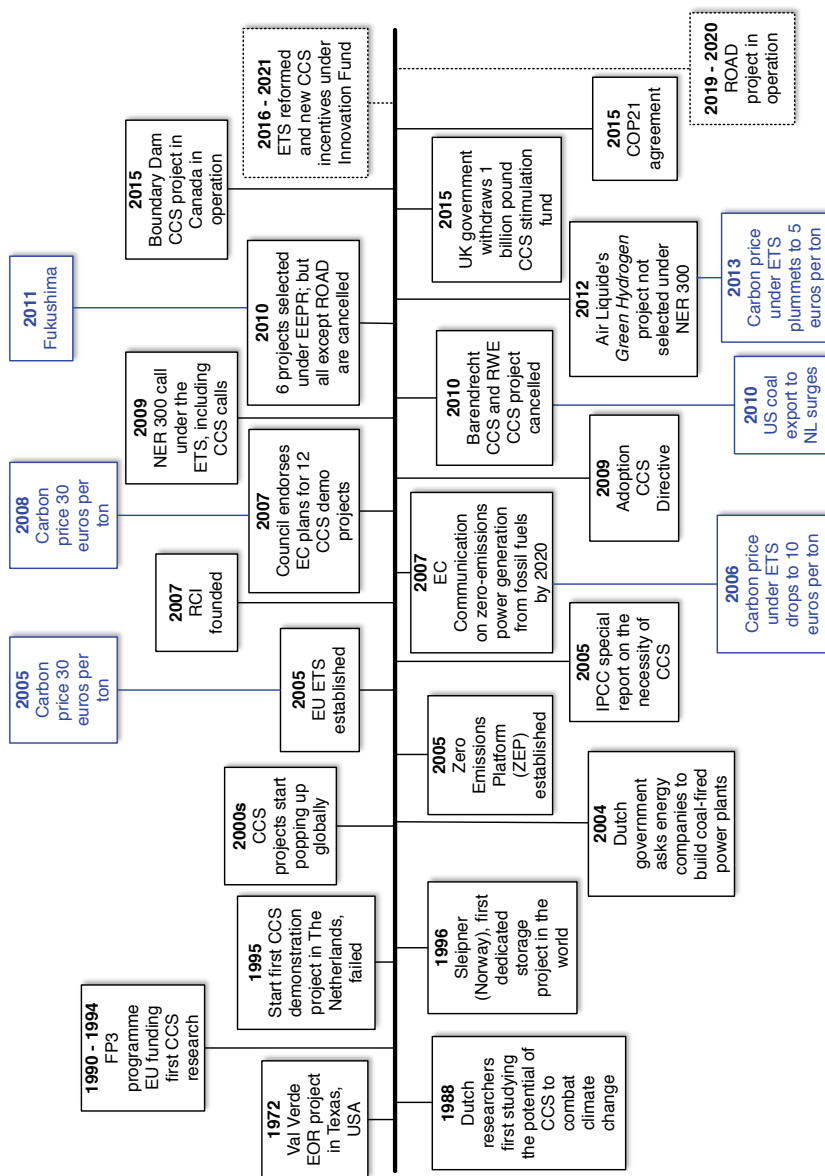 1972
Val Verde
EOR project
in Texas,
USA
1988
Dutch
researchers
first studying
the potential of
CCS to
combat
climate
change
1990 - 1994
FP3
programme
EU funding
first CCS
research
1995
Start first CCS
demonstration
project in The
Netherlands,
failed
1996
Sleipner
(Norway), first
dedicated
storage
project in the
world
2000s
CCS
projects start
popping up
globally
2004
Dutch
government
asks energy
companies to
build coal-fired
power plants
2005
Zero
Emissions
Platform
(ZEP)
established
2005
Carbon
price 30
euros per
ton
2005
EU ETS
established
2005
IPCC special
report on the
necessity of
CCS
2007
RCI
founded
2007
EC
Communication
on zero-emissions
power generation
from fossil fuels
by 2020
2006
Carbon price
under ETS
drops to 10
euros per ton
2008
Carbon
price 30
euros per
ton
2007
Council endorses
EC plans for 12
CCS demo
projects
2009
Adoption
CCS
Directive
2009
NER 300 call
under the
ETS, including
CCS calls
2010
Barendrecht
CCS and RWE
CCS project
cancelled
2010
US coal
export to
NL surges
2011
Fukushima
2010
6 projects selected
under EEPR; but
all except ROAD
are cancelled
2012
Air Liquide's
Green Hydrogen
project not
selected under
NER 300
2013
Carbon price
under ETS
plummets to 5
euros per ton
2015
UK government
withdraws 1
billion pound
CCS stimulation
fund
2015
Boundary Dam
CCS project in
Canada in
operation
2015
COP21
agreement
2016 - 2021
ETS reformed
and new CCS
incentives under
Innovation Fund
2019 - 2020
ROAD
project in
operation